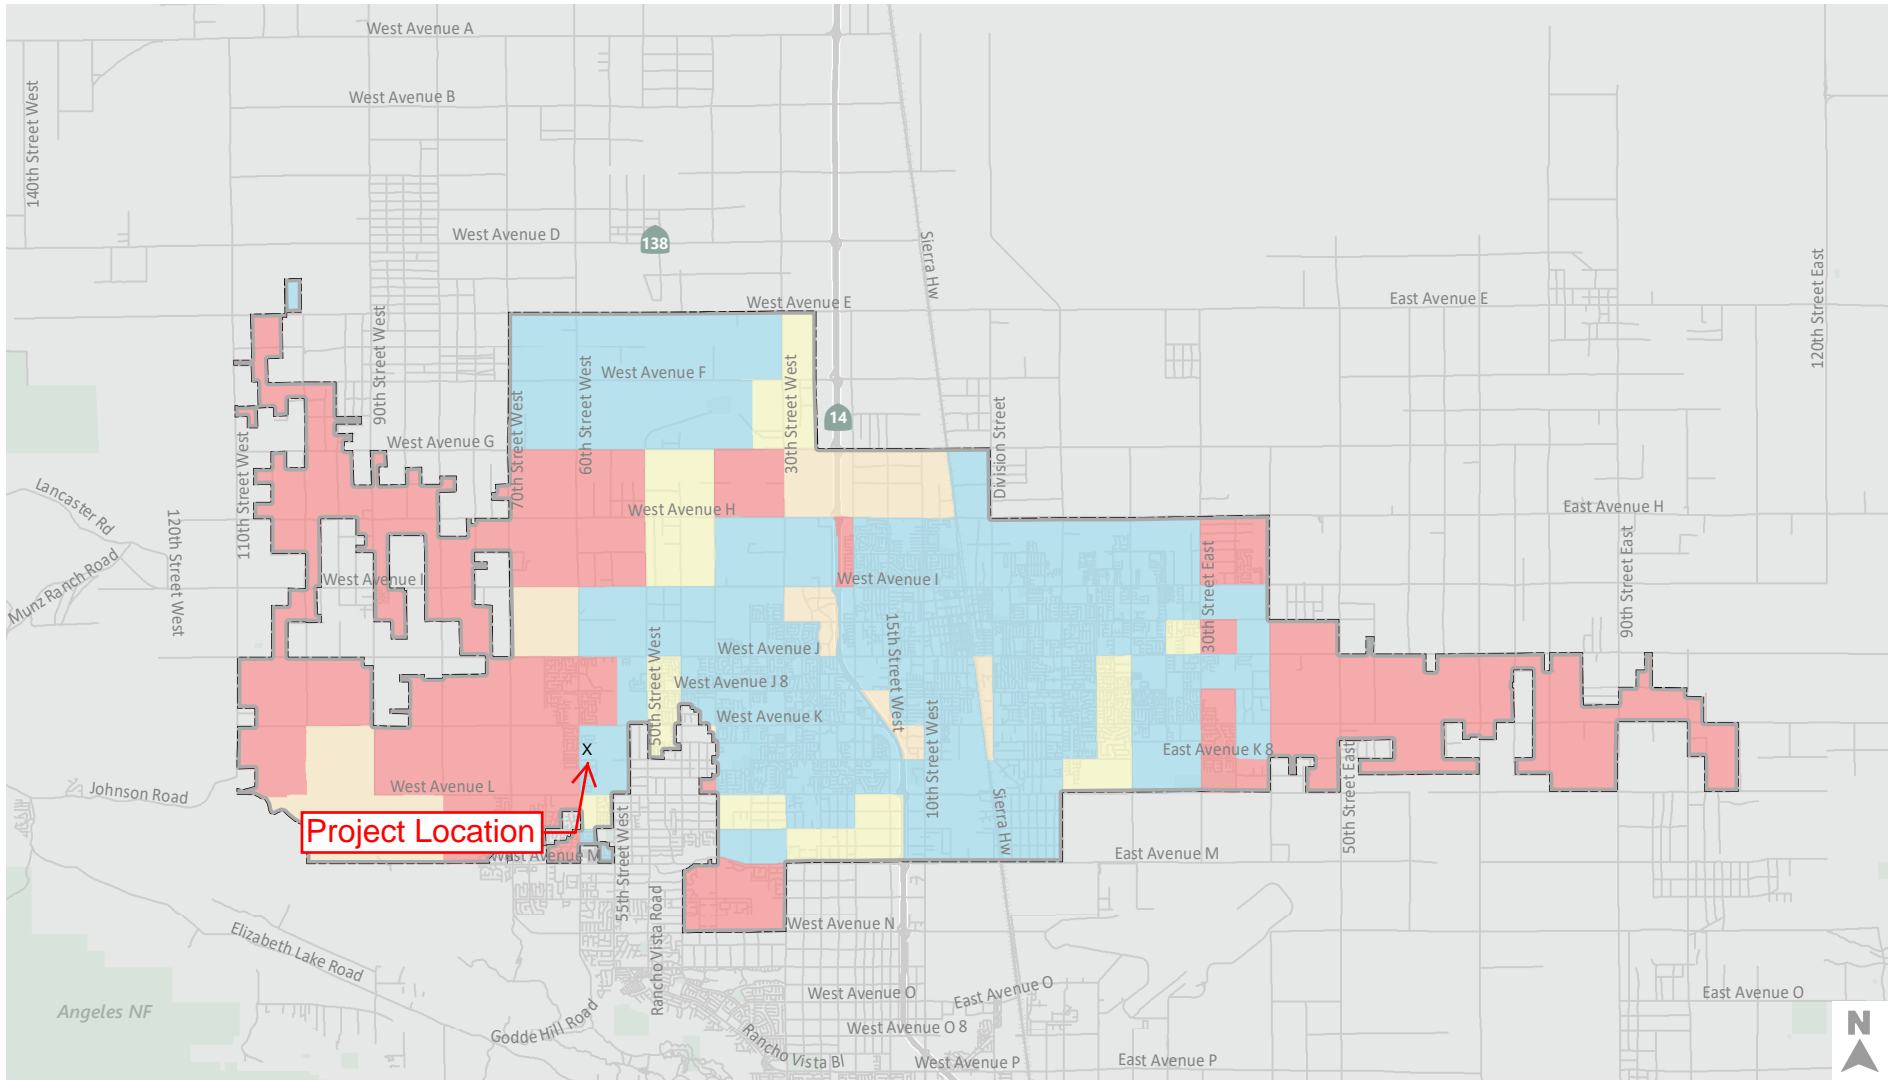 West Avenue A
140th Street West
West Avenue B
West Avenue D
138
Sierra Hw
120th Street East
West Avenue E
East Avenue E
90th Street West
60th Street West
West Avenue F
30th Street West
70th Street West
14
Division Street
110th Street West
West Avenue G
Lancaster Rd
120th Street West
West Avenue H
East Avenue H
90th Street East
Munz Ranch Road
West Avenue I
West Avenue I
30th Street East
15th Street West
50th Street West
West Avenue J
West Avenue J 8
West Avenue K
10th Street West
x
East Avenue K 8
50th Street East
Johnson Road
West Avenue L
Sierra Hw
Project Location
West Avenue M
55th Street West
East Avenue M
Rancho Vista Road
West Avenue N
Elizabeth Lake Road
West Avenue O
East Avenue O
East Avenue O
Angeles NF
Godde Hill Road
West Avenue O 8
Rancho Vista Bl
West Avenue P
East Avenue P
N